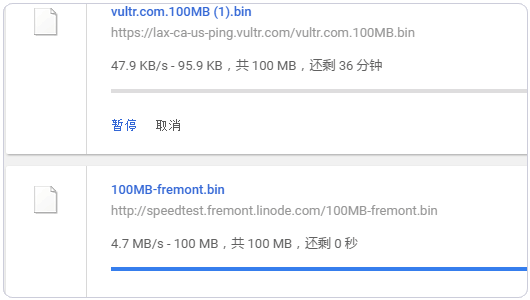 vultr.com.100MB (1).bin
https://lax-ca-us-ping.vultr.com/vultr.com.100MB.bin
47.9 KB/s - 95.9 KB，共 100 MB，还剩 36 分钟
暂停 取消
100MB-fremont.bin
http://speedtest.fremont.linode.com/100MB-fremont.bin
4.7 MB/s - 100 MB，共 100 MB，还剩 0 秒